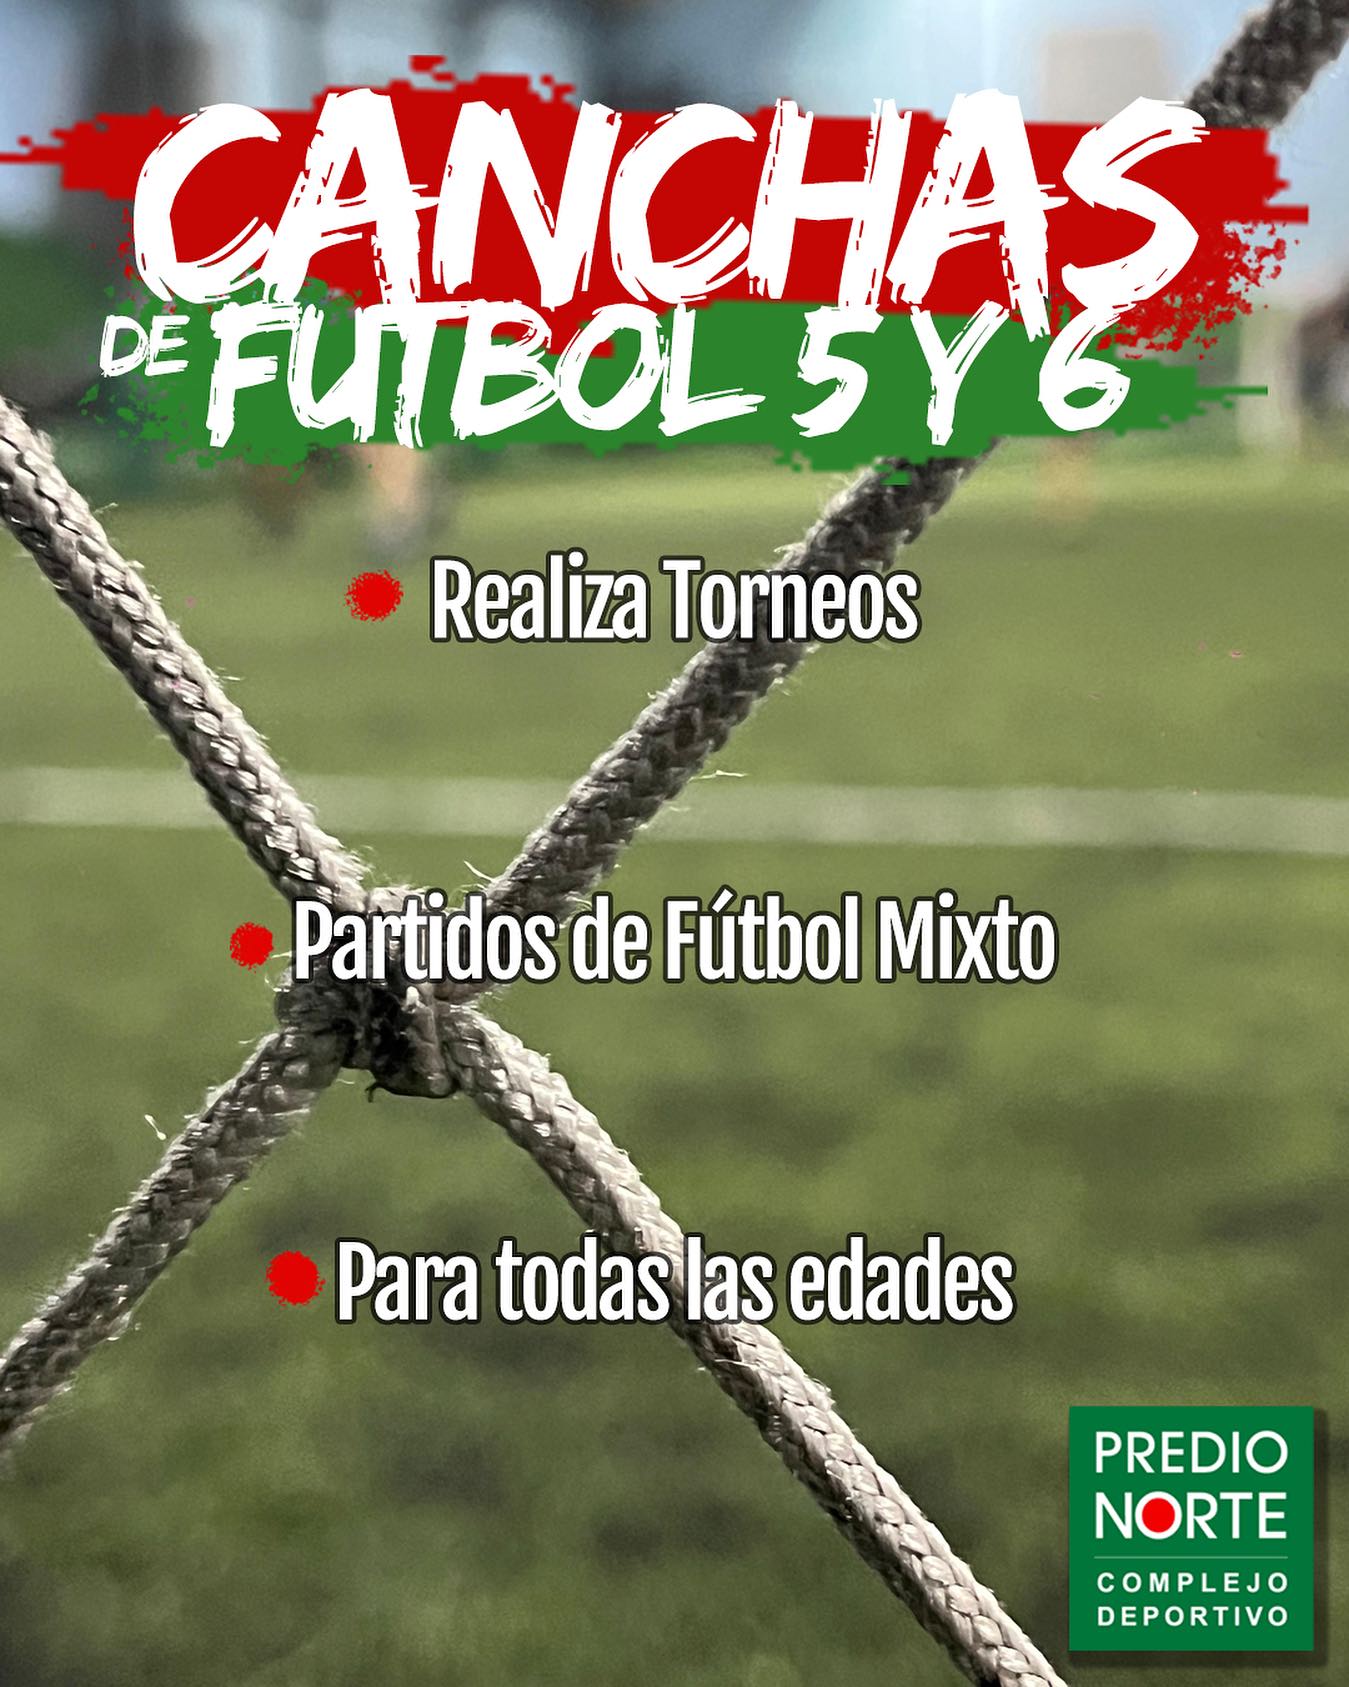 CANCHAS
DE FUTBOL 5 Y 6
Realiza Torneos
Partidos de Fútbol Mixto
Para todas las edades
PREDIO
NORTE
COMPLEJO
DEPORTIVO